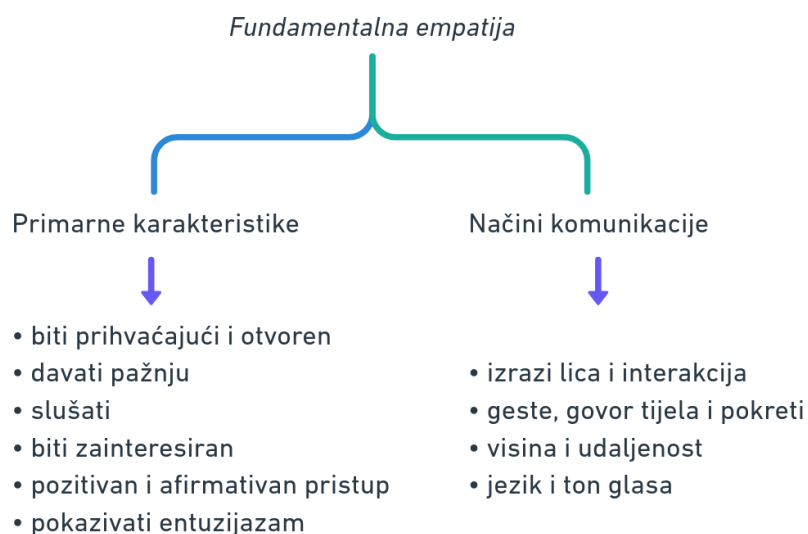 Fundamentalna empatija
Primarne karakteristike
• biti prihvaćajući i otvoren
• davati pažnju
• slušati
• biti zainteresiran
• pozitivan i afirmativan pristup
• pokazivati entuzijazam
Načini komunikacije
• izrazi lica i interakcija
• geste, govor tijela i pokreti
• visina i udaljenost
• jezik i ton glasa